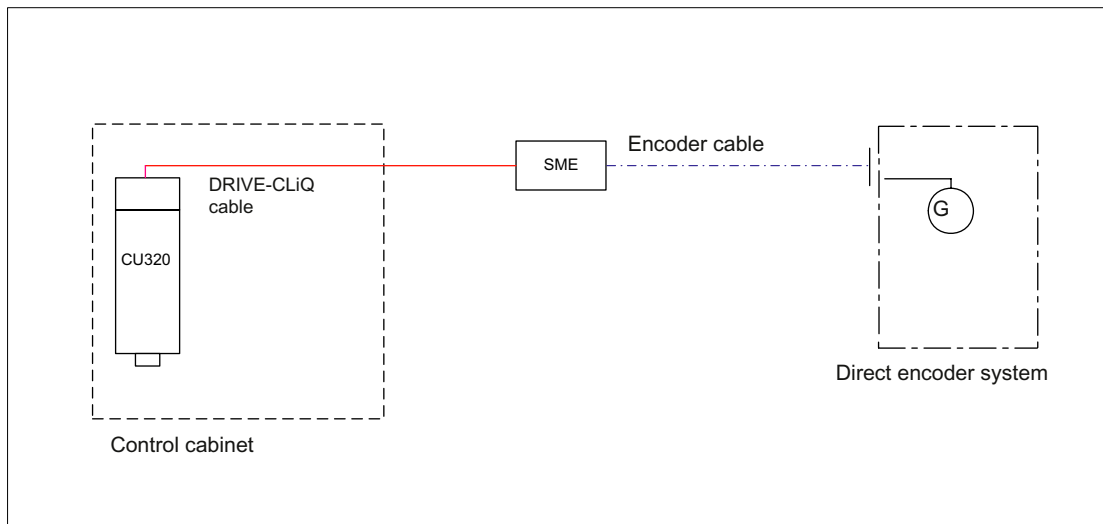 Encoder cable
SME
DRIVE-CLiQ
cable
G
CU320
Direct encoder system
Control cabinet